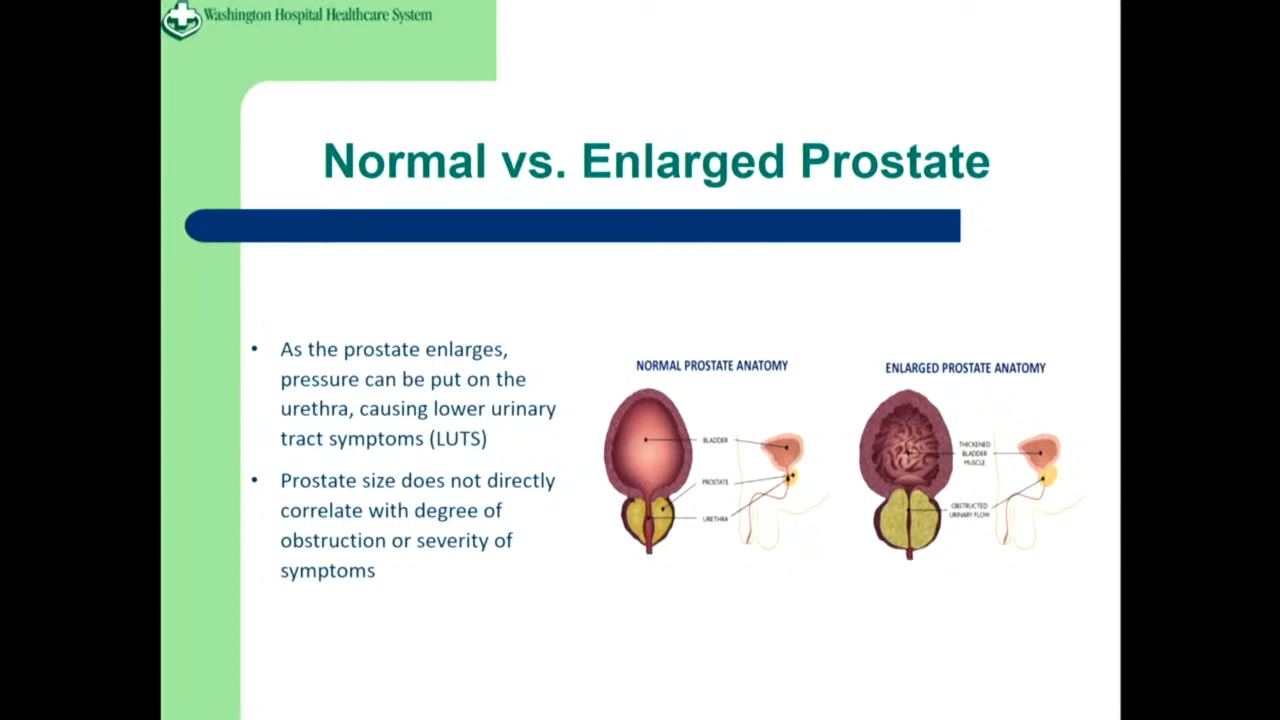 Washington Hospital Healthcare System
Normal vs. Enlarged Prostate
• As the prostate enlarges,
pressure can be put on the
urethra, causing lower urinary
tract symptoms (LUTS)
• Prostate size does not directly
correlate with degree of
obstruction or severity of
symptoms
NORMAL PROSTATE ANATOMY
BLADDER
PROSTATE
URETHRA
ENLARGED PROSTATE ANATOMY
THICKENED
BLADDER
MUSCLE
OBSTRUCTED
URINARY FLOW